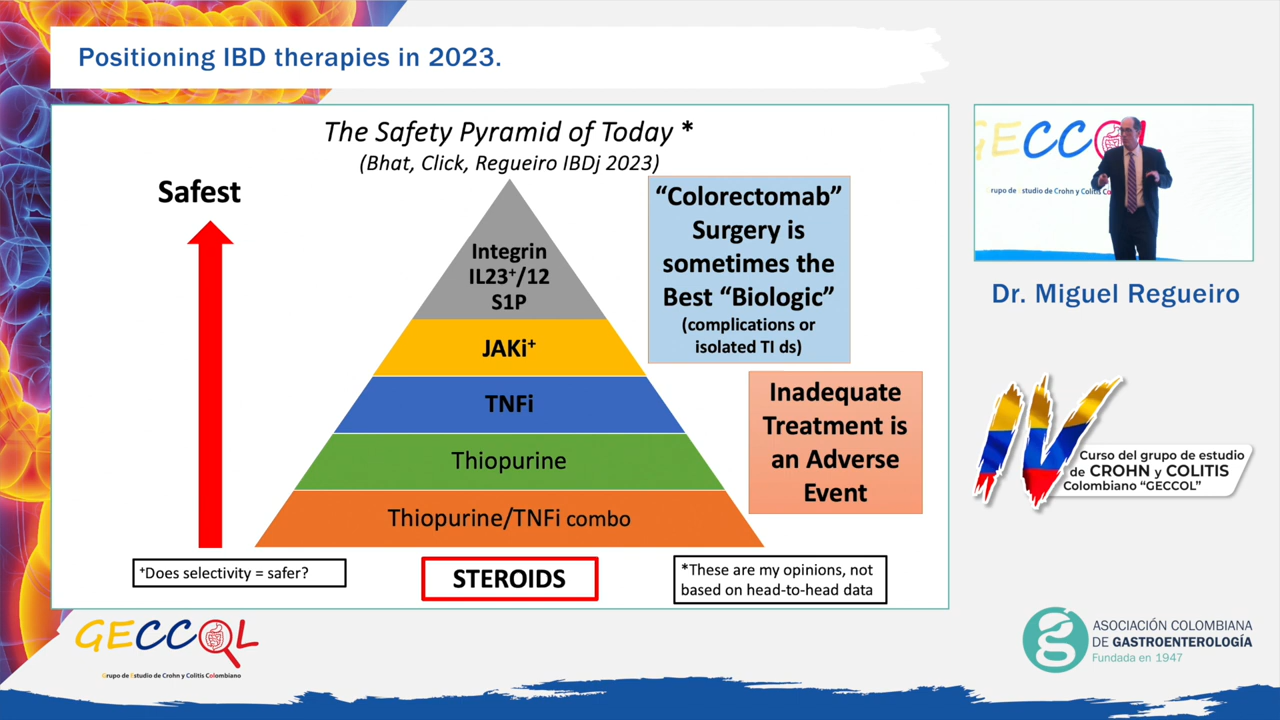 Positioning IBD therapies in 2023.
The Safety Pyramid of Today *
(Bhat, Click, Regueiro IBDj 2023)
Safest
Integrin
IL23⁺/12
S1P
JAKi⁺
TNFi
Thiopurine
Thiopurine/TNFi combo
STEROIDS
“Colorectomab”
Surgery is
sometimes the
Best “Biologic”
(complications or
isolated TI ds)
Inadequate
Treatment is
an Adverse
Event
⁺Does selectivity = safer?
*These are my opinions, not
based on head-to-head data
Dr. Miguel Regueiro
IV
Curso del grupo de estudio
de CROHN y COLITIS
Colombiano “GECCOL”
GECCOL
Grupo de Estudio de Crohn y Colitis Colombiano
ASOCIACIÓN COLOMBIANA
DE GASTROENTEROLOGÍA
Fundada en 1947